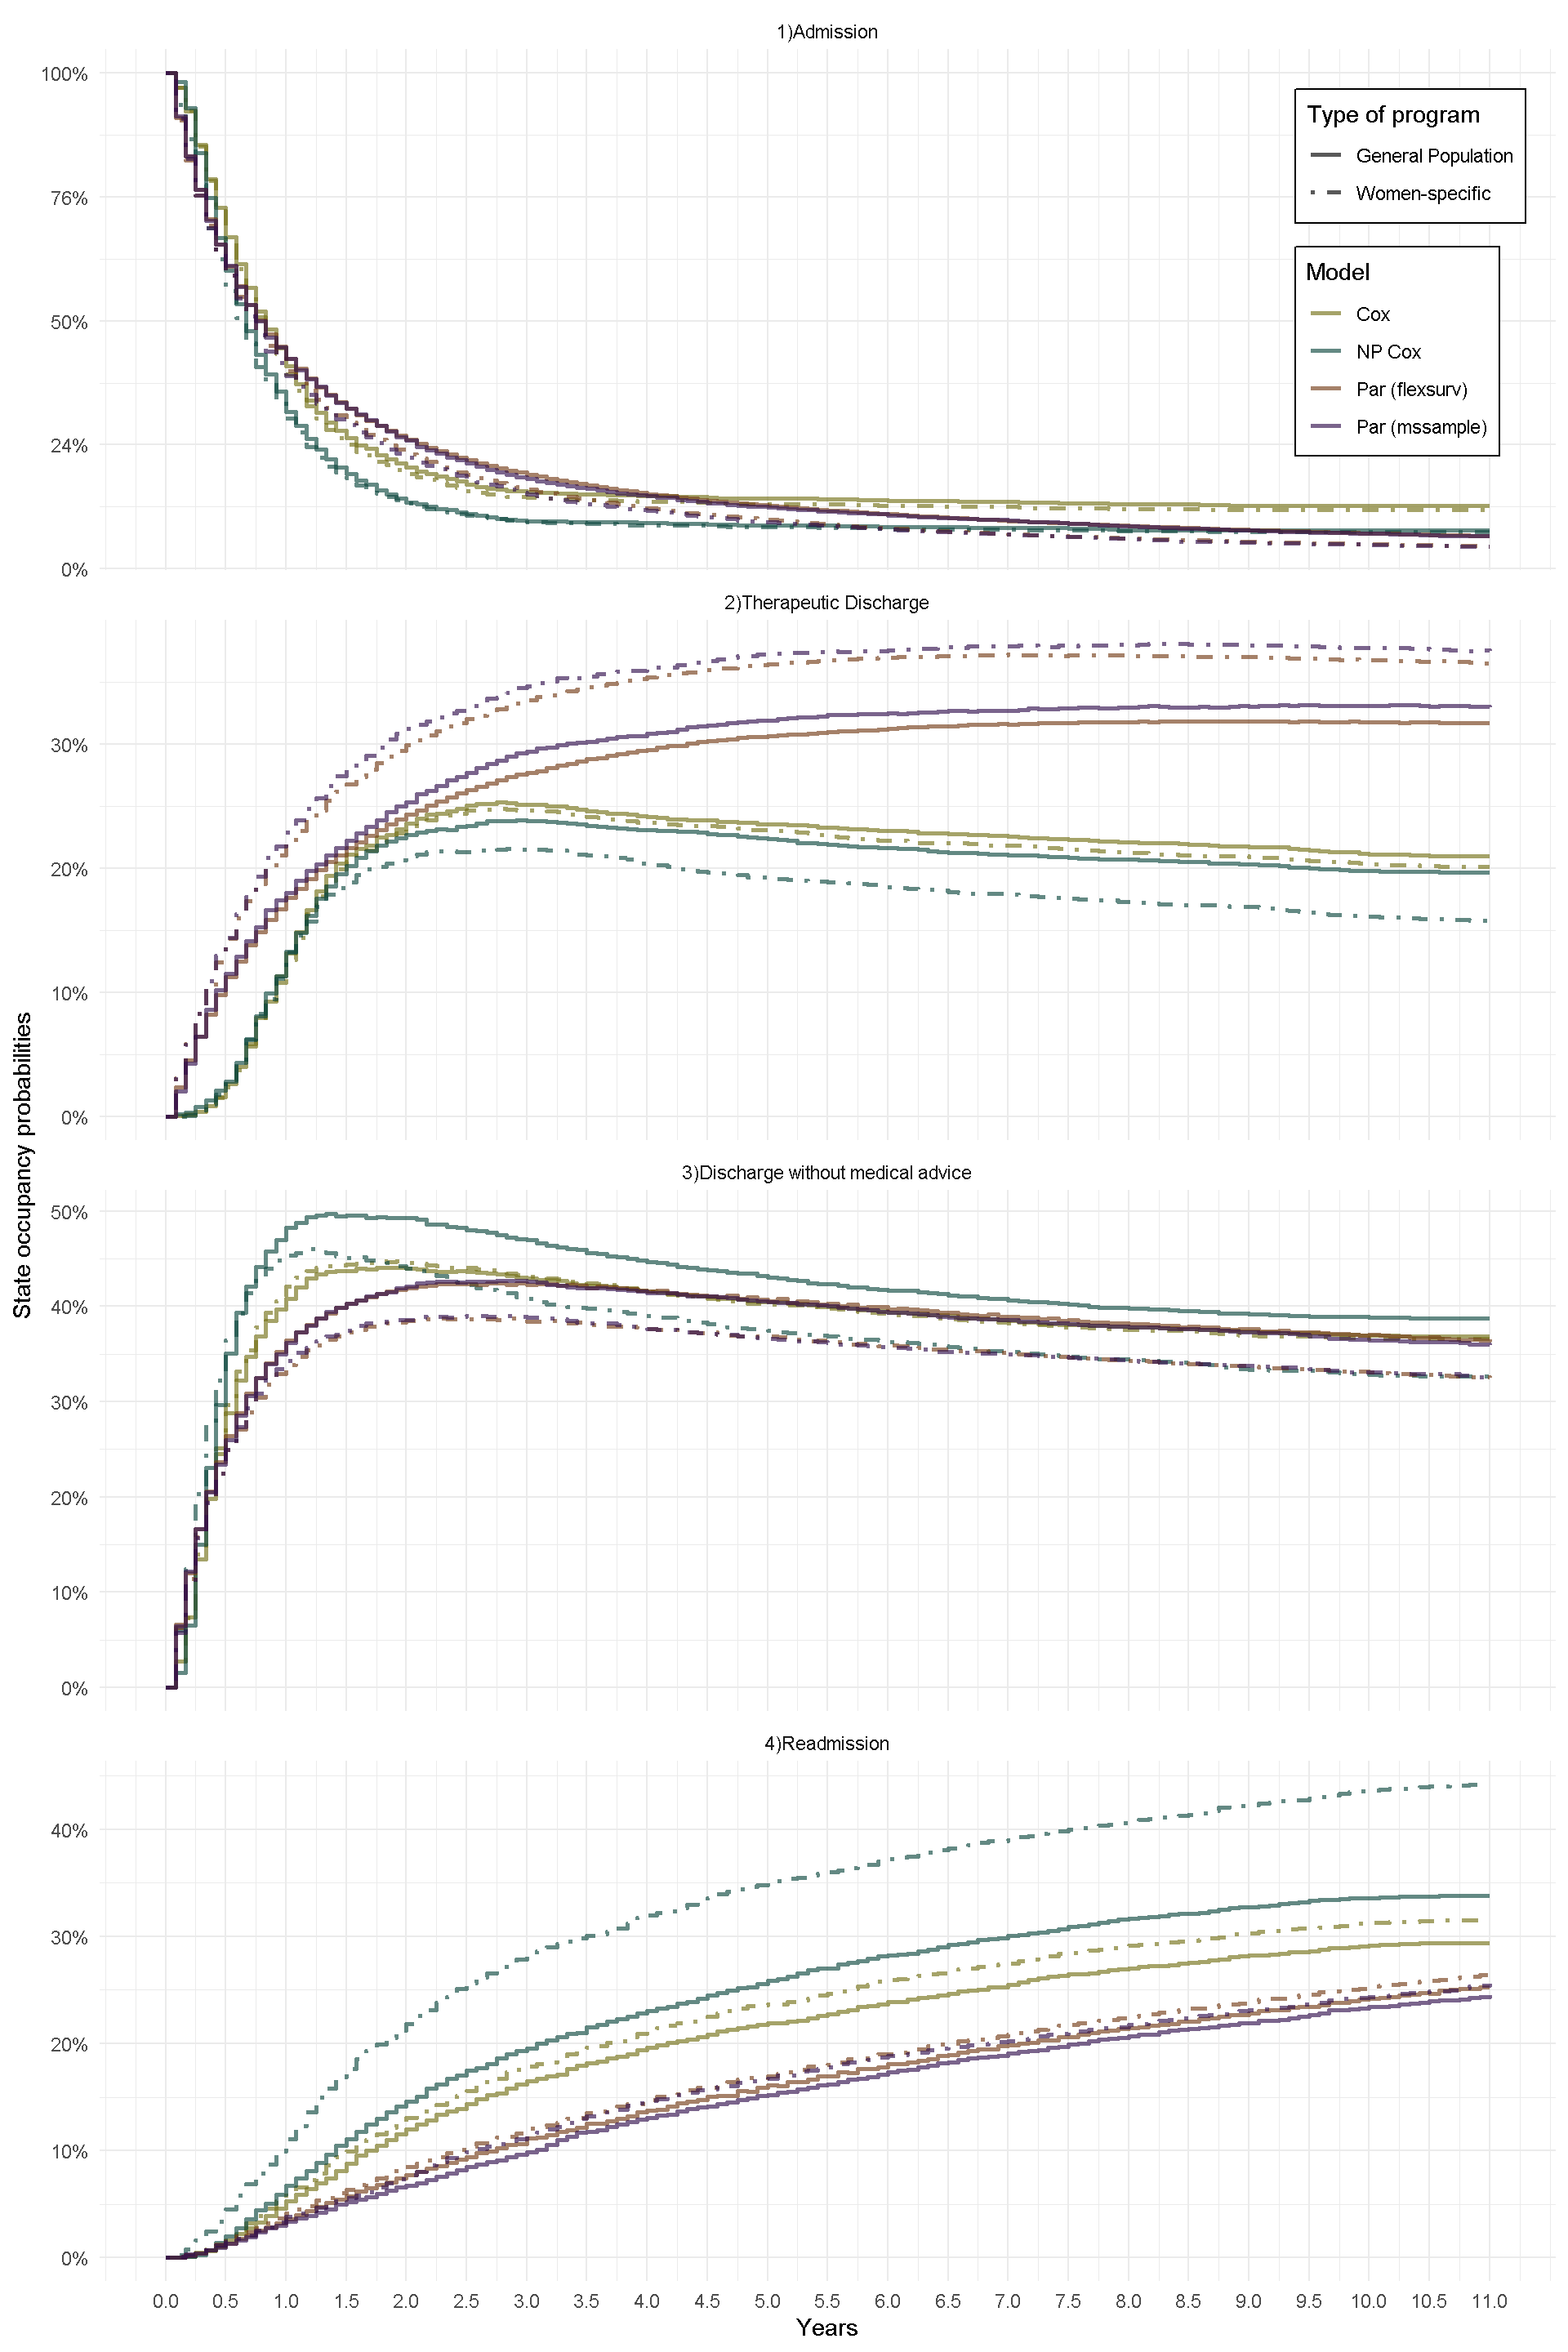 1)Admission
100%
76%
50%
24%
0%
Type of program
General Population
Women-specific
Model
Cox
NP Cox
Par (flexsurv)
Par (mssample)
2)Therapeutic Discharge
30%
20%
10%
0%
State occupancy probabilities
3)Discharge without medical advice
50%
40%
30%
20%
10%
0%
4)Readmission
40%
30%
20%
10%
0%
0.0 0.5 1.0 1.5 2.0 2.5 3.0 3.5 4.0 4.5 5.0 5.5 6.0 6.5 7.0 7.5 8.0 8.5 9.0 9.5 10.0 10.5 11.0
Years